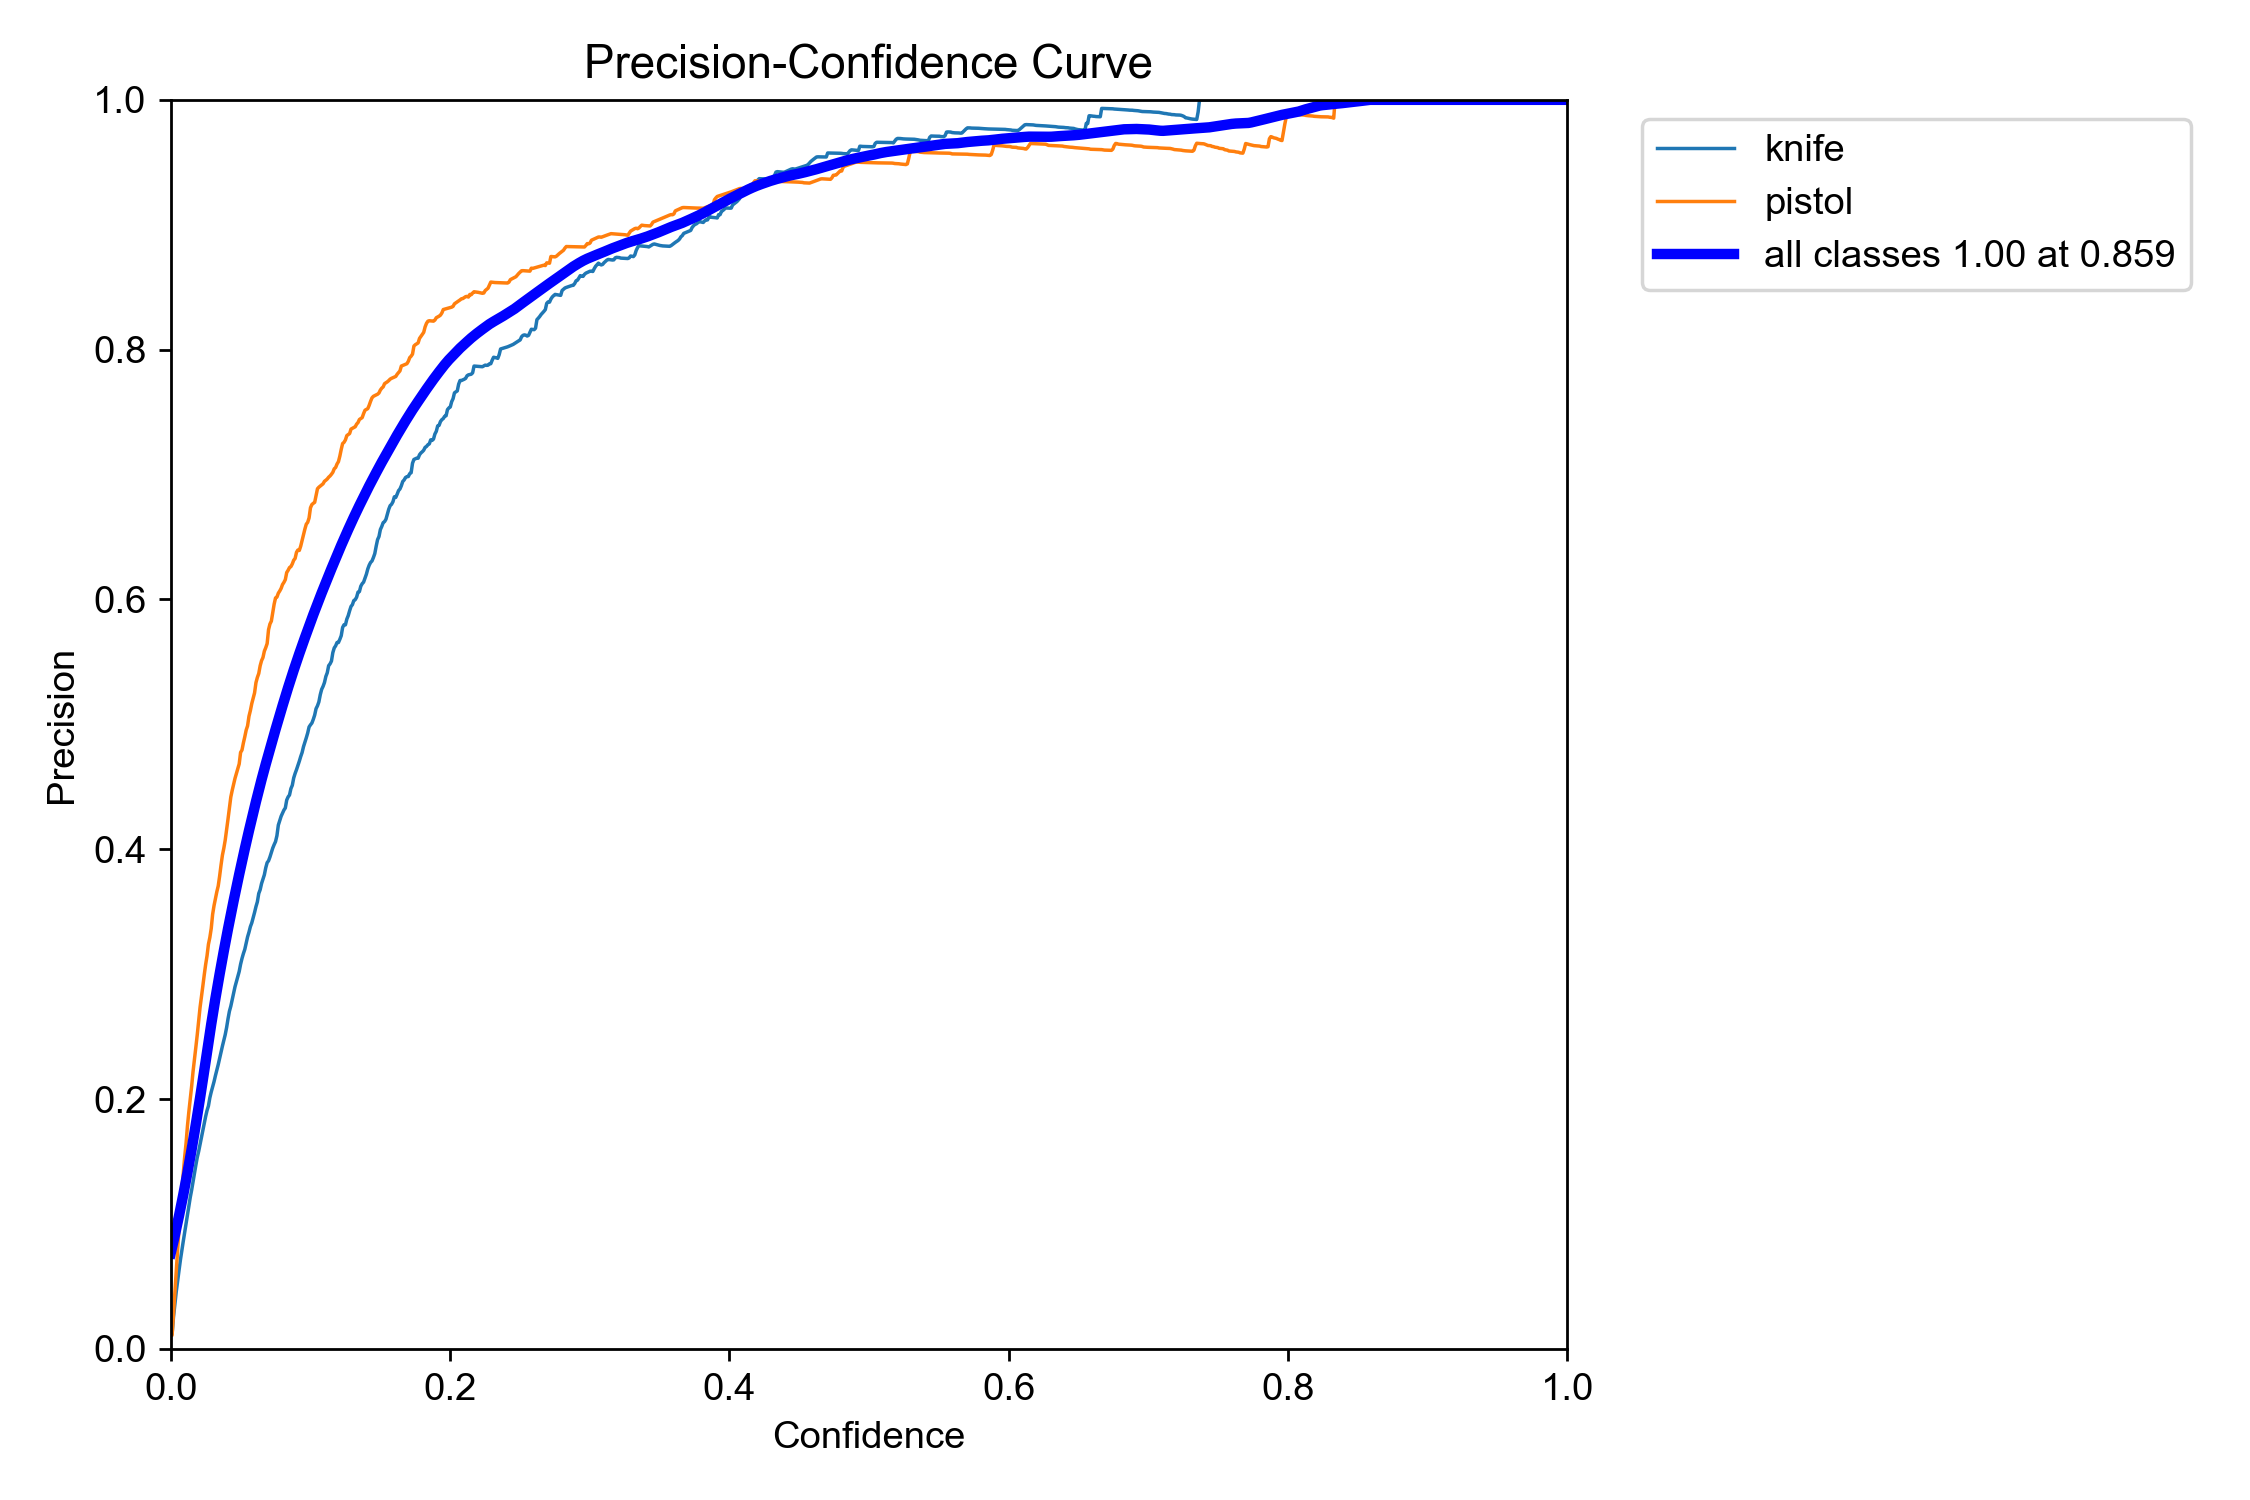 Precision-Confidence Curve
1.0
0.8
0.6
0.4
0.2
0.0
Precision
0.0 0.2 0.4 0.6 0.8 1.0
Confidence
knife
pistol
all classes 1.00 at 0.859